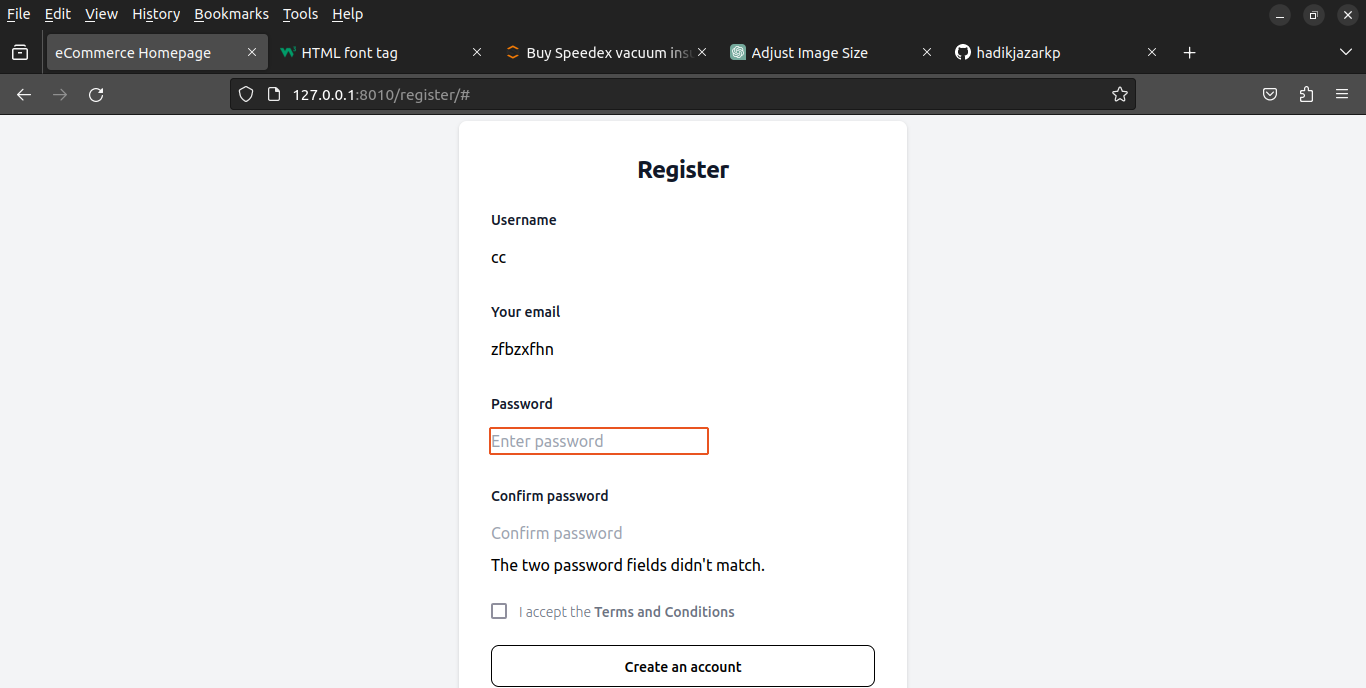 File Edit View History Bookmarks Tools Help
eCommerce Homepage
HTML font tag
Buy Speedex vacuum ins
Adjust Image Size
hadikjazarkp
127.0.0.1:8010/register/#
Register
Username
cc
Your email
zfbzxfhn
Password
Enter password
Confirm password
Confirm password
The two password fields didn't match.
I accept the Terms and Conditions
Create an account